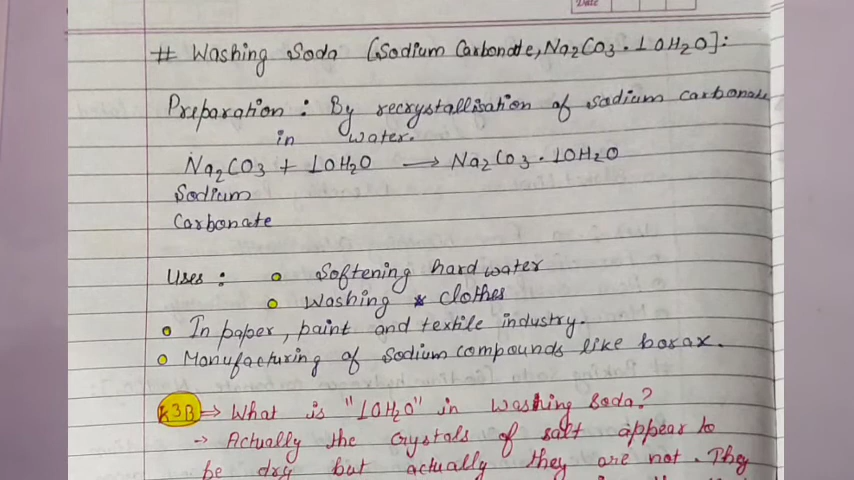 Date
# Washing Soda [Sodium Carbonate, Na2CO3·10H2O]:
Preparation : By recrystallisation of sodium carbonate
in water.
Na2CO3 + 10H2O → Na2CO3·10H2O
Sodium
Carbonate
Uses : • Softening hard water
• Washing clothes
• In paper, paint and textile industry.
• Manufacturing of sodium compounds like borax.
⇒ What is "10H2O" in washing soda?
→ Actually the crystals of salt appear to
be dry but actually they are not. They